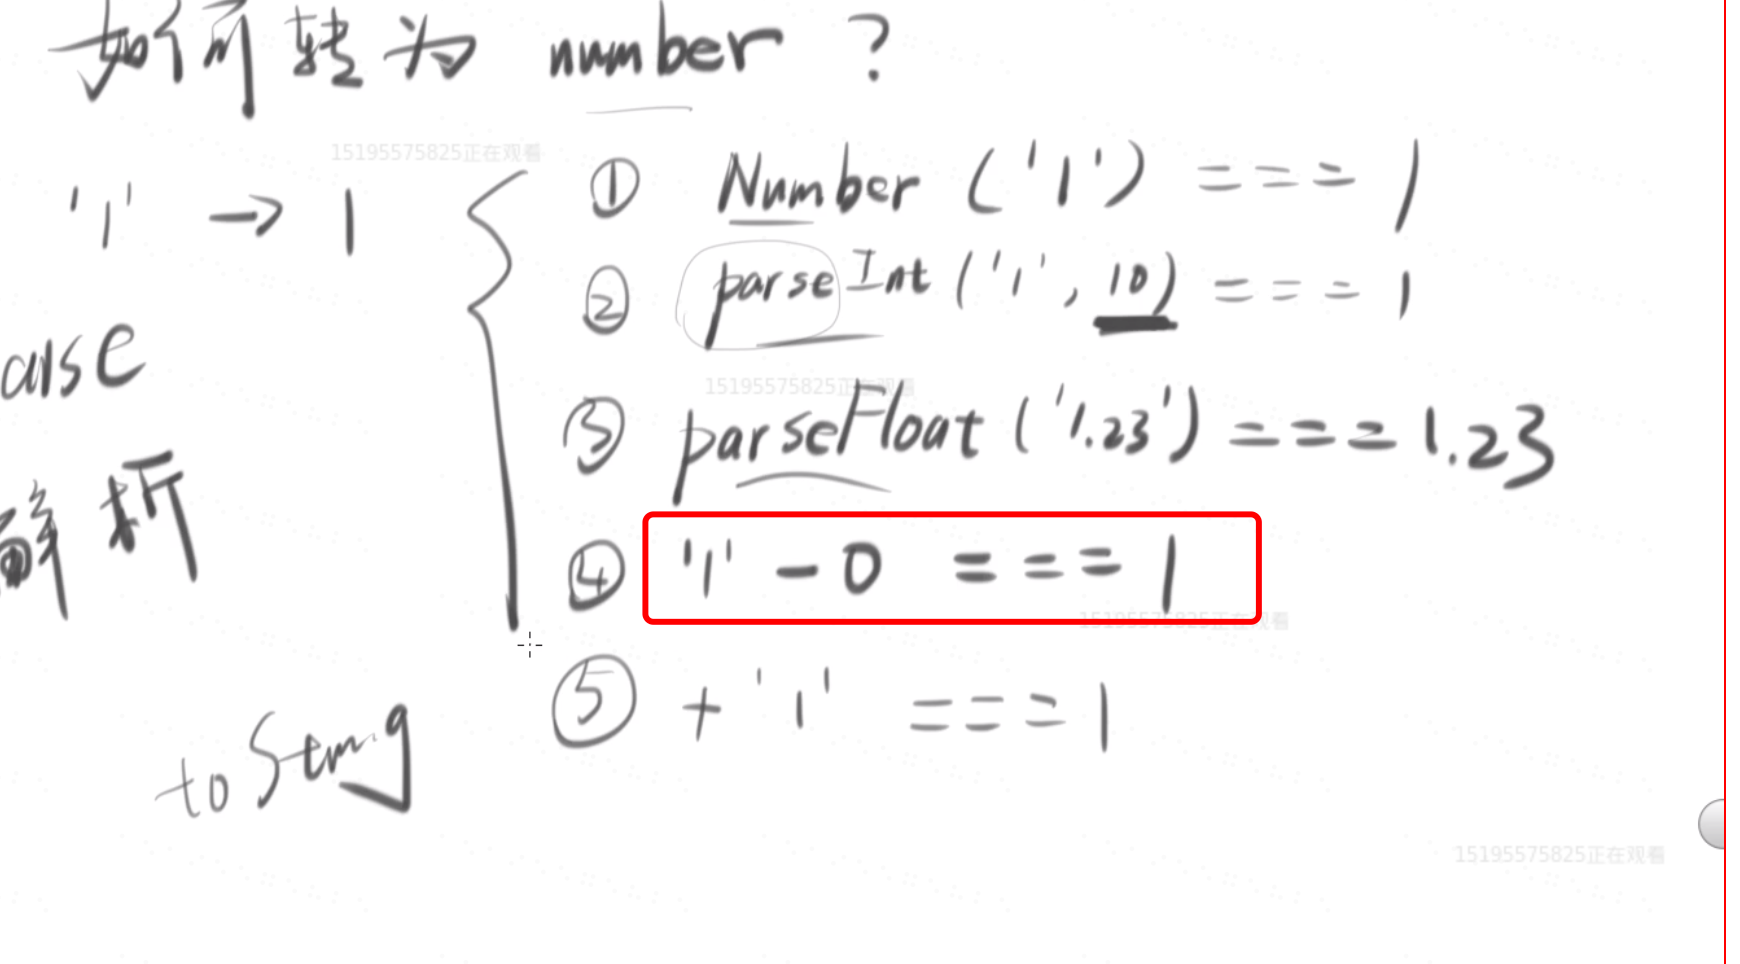 如何转为 number ?
15195575825正在观看
'1' → 1
① Number ('1') === 1
② parseInt ('1', 10) === 1
15195575825正在观看
parse
③ parseFloat ('1.23') === 1.23
解析
④ '1' - 0 === 1
15195575825正在观看
⑤ + '1' === 1
toString
15195575825正在观看